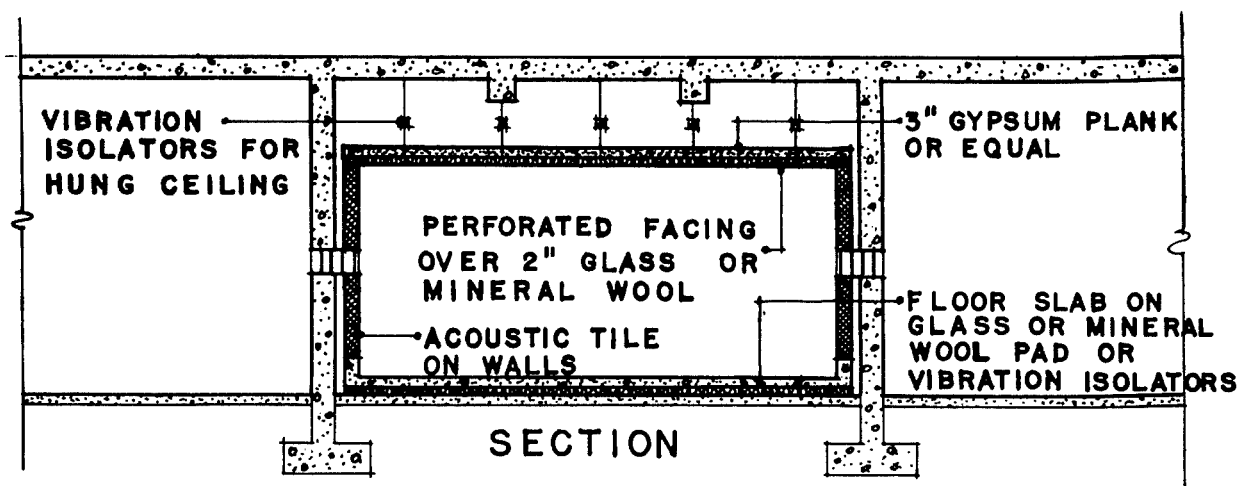 VIBRATION
ISOLATORS FOR
HUNG CEILING
3" GYPSUM PLANK
OR EQUAL
PERFORATED FACING
OVER 2" GLASS OR
MINERAL WOOL
ACOUSTIC TILE
ON WALLS
FLOOR SLAB ON
GLASS OR MINERAL
WOOL PAD OR
VIBRATION ISOLATORS
SECTION